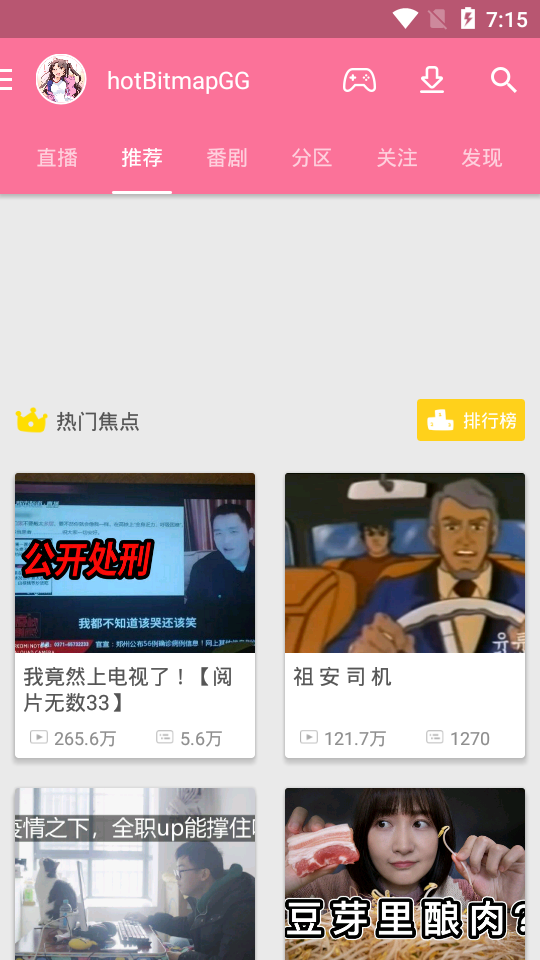 7:15
hotBitmapGG
直播 推荐 番剧 分区 关注 发现
热门焦点 排行榜
公开处刑
我都不知道该哭还该笑
我竟然上电视了！【阅
片无数33】
265.6万 5.6万
祖 安 司 机
121.7万 1270
疫情之下，全职up能撑住
豆芽里酿肉?